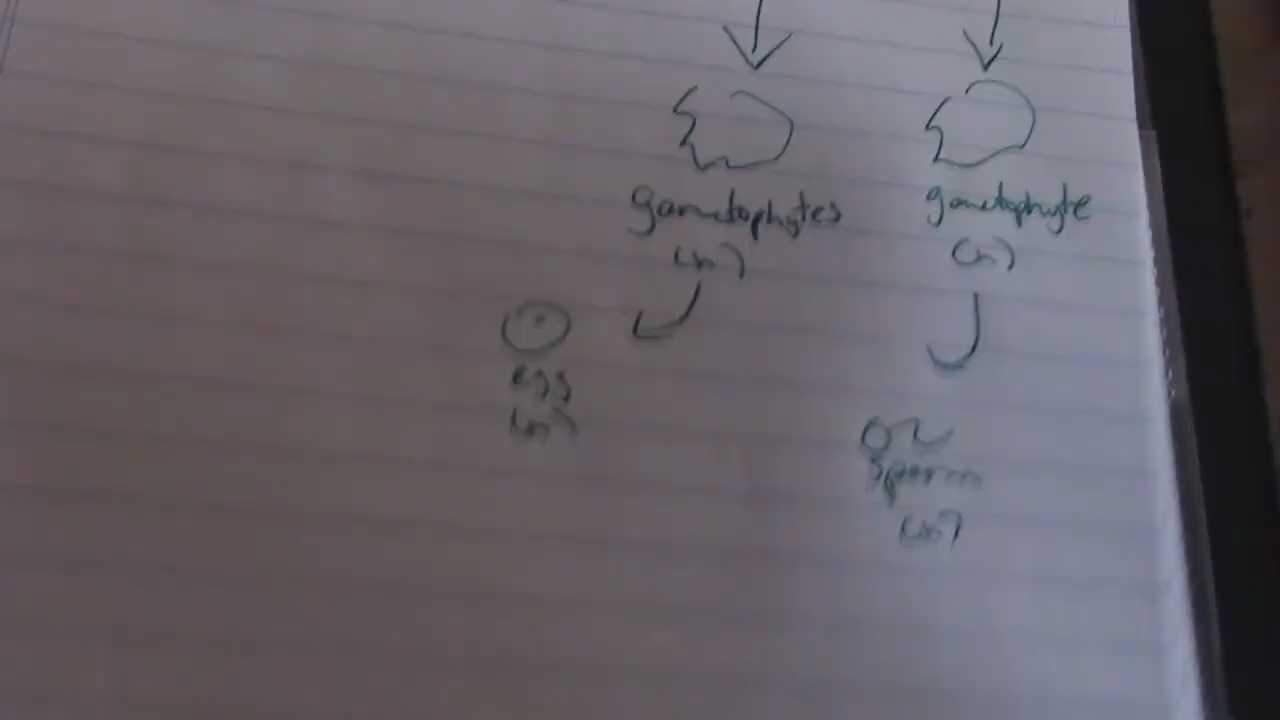 gametophytes gametophyte
(n) (n)
egg
(n)
sperm
(n)